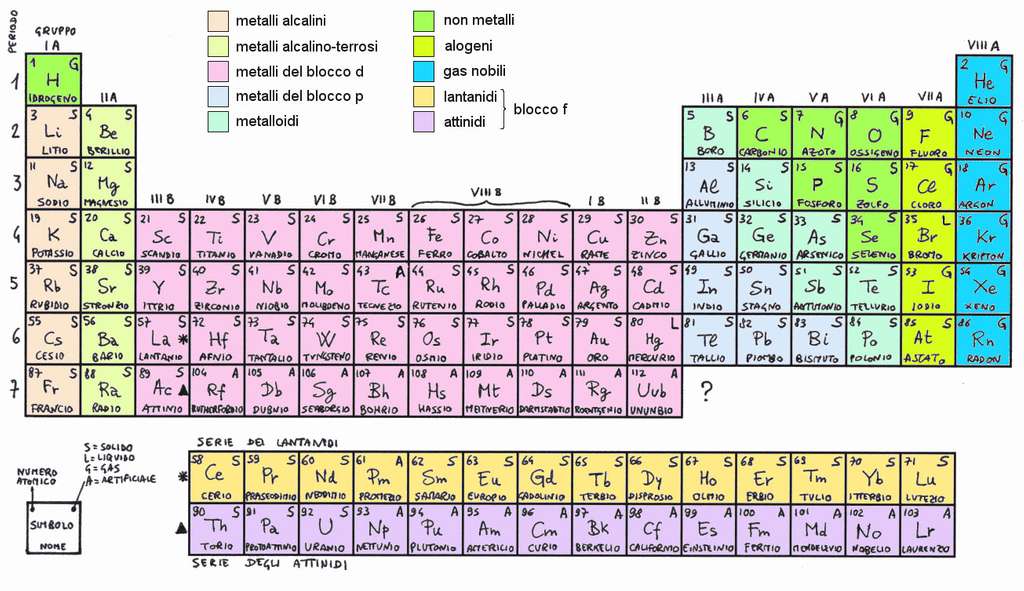 metalli alcalini non metalli
metalli alcalino-terrosi alogeni
metalli del blocco d gas nobili
metalli del blocco p lantanidi
metalloidi attinidi blocco f
PERIODO
GRUPPO
I A VIII A
1 G 2 G
1 H He
IDROGENO ELIO
II A III A IV A V A VI A VII A
3 S 4 S 5 S 6 S 7 G 8 G 9 G 10 G
2 Li Be B C N O F Ne
LITIO BERILLIO BORO CARBONIO AZOTO OSSIGENO FLUORO NEON
11 S 12 S 13 S 14 S 15 S 16 S 17 G 18 G
3 Na Mg Al Si P S Cl Ar
SODIO MAGNESIO ALLUMINIO SILICIO FOSFORO ZOLFO CLORO ARGON
III B IV B V B VI B VII B VIII B I B II B
19 S 20 S 21 S 22 S 23 S 24 S 25 S 26 S 27 S 28 S 29 S 30 S 31 S 32 S 33 S 34 S 35 L 36 G
4 K Ca Sc Ti V Cr Mn Fe Co Ni Cu Zn Ga Ge As Se Br Kr
POTASSIO CALCIO SCANDIO TITANIO VANADIO CROMO MANGANESE FERRO COBALTO NICHEL RAME ZINCO GALLIO GERMANIO ARSENICO SELENIO BROMO KRIPTON
37 S 38 S 39 S 40 S 41 S 42 S 43 A 44 S 45 S 46 S 47 S 48 S 49 S 50 S 51 S 52 S 53 G 54 G
5 Rb Sr Y Zr Nb Mo Tc Ru Rh Pd Ag Cd In Sn Sb Te I Xe
RUBIDIO STRONZIO ITTRIO ZIRCONIO NIOBIO MOLIBDENO TECNEZIO RUTENIO RODIO PALLADIO ARGENTO CADMIO INDIO STAGNO ANTIMONIO TELLURIO IODIO XENO
55 S 56 S 57 S 72 S 73 S 74 S 75 S 76 S 77 S 78 S 79 S 80 L 81 S 82 S 83 S 84 S 85 S 86 G
6 Cs Ba La * Hf Ta W Re Os Ir Pt Au Hg Tl Pb Bi Po At Rn
CESIO BARIO LANTANIO AFNIO TANTALIO TUNGSTENO RENIO OSMIO IRIDIO PLATINO ORO MERCURIO TALLIO PIOMBO BISMUTO POLONIO ASTATO RADON
87 S 88 S 89 S 104 A 105 A 106 A 107 A 108 A 109 A 110 A 111 A 112 A
7 Fr Ra Ac ▲ Rf Db Sg Bh Hs Mt Ds Rg Uub ?
FRANCIO RADIO ATTINIO RUTHERFORDIO DUBNIO SEABORGIO BOHRIO HASSIO MEITNERIO DARMSTADTIO ROENTGENIO UNUNBIO
S = SOLIDO
L = LIQUIDO
G = GAS
A = ARTIFICIALE
NUMERO
ATOMICO
SIMBOLO
NOME
SERIE DEI LANTANIDI
58 S 59 S 60 S 61 A 62 S 63 S 64 S 65 S 66 S 67 S 68 S 69 S 70 S 71 S
* Ce Pr Nd Pm Sm Eu Gd Tb Dy Ho Er Tm Yb Lu
CERIO PRASEODIMIO NEODIMIO PROMEZIO SAMARIO EUROPIO GADOLINIO TERBIO DISPROSIO OLMIO ERBIO TULIO ITTERBIO LUTEZIO
90 S 91 S 92 S 93 A 94 A 95 A 96 A 97 A 98 A 99 A 100 A 101 A 102 A 103 A
▲ Th Pa U Np Pu Am Cm Bk Cf Es Fm Md No Lr
TORIO PROTOATTINIO URANIO NETTUNIO PLUTONIO AMERICIO CURIO BERKELIO CALIFORNIO EINSTEINIO FERMIO MENDELEVIO NOBELIO LAURENZIO
SERIE DEGLI ATTINIDI